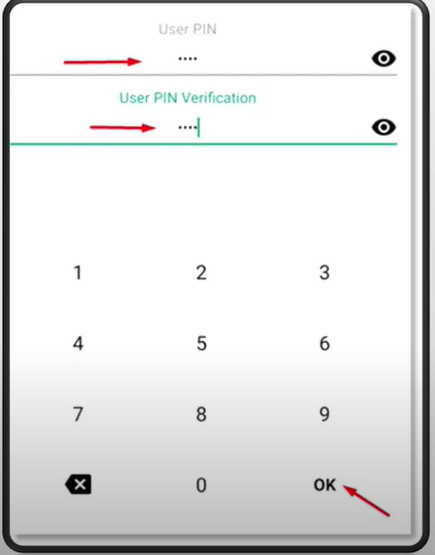 User PIN
••••
User PIN Verification
••••
1 2 3
4 5 6
7 8 9
0 OK